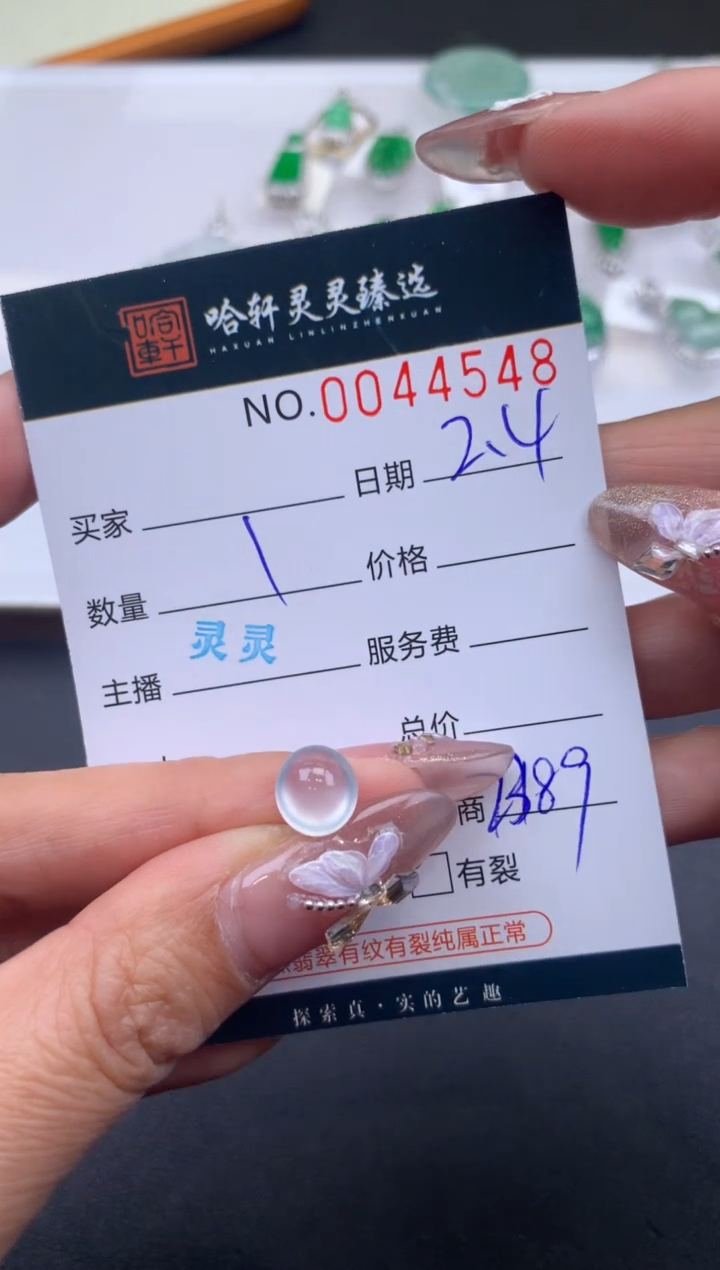 哈轩灵灵臻选
HAXUAN LINLINZHENXUAN
NO.0044548
买家 日期 2、4
数量 1 价格
主播 灵灵 服务费
总价
商
有裂
翡翠有纹有裂纯属正常
探索真·实的艺趣